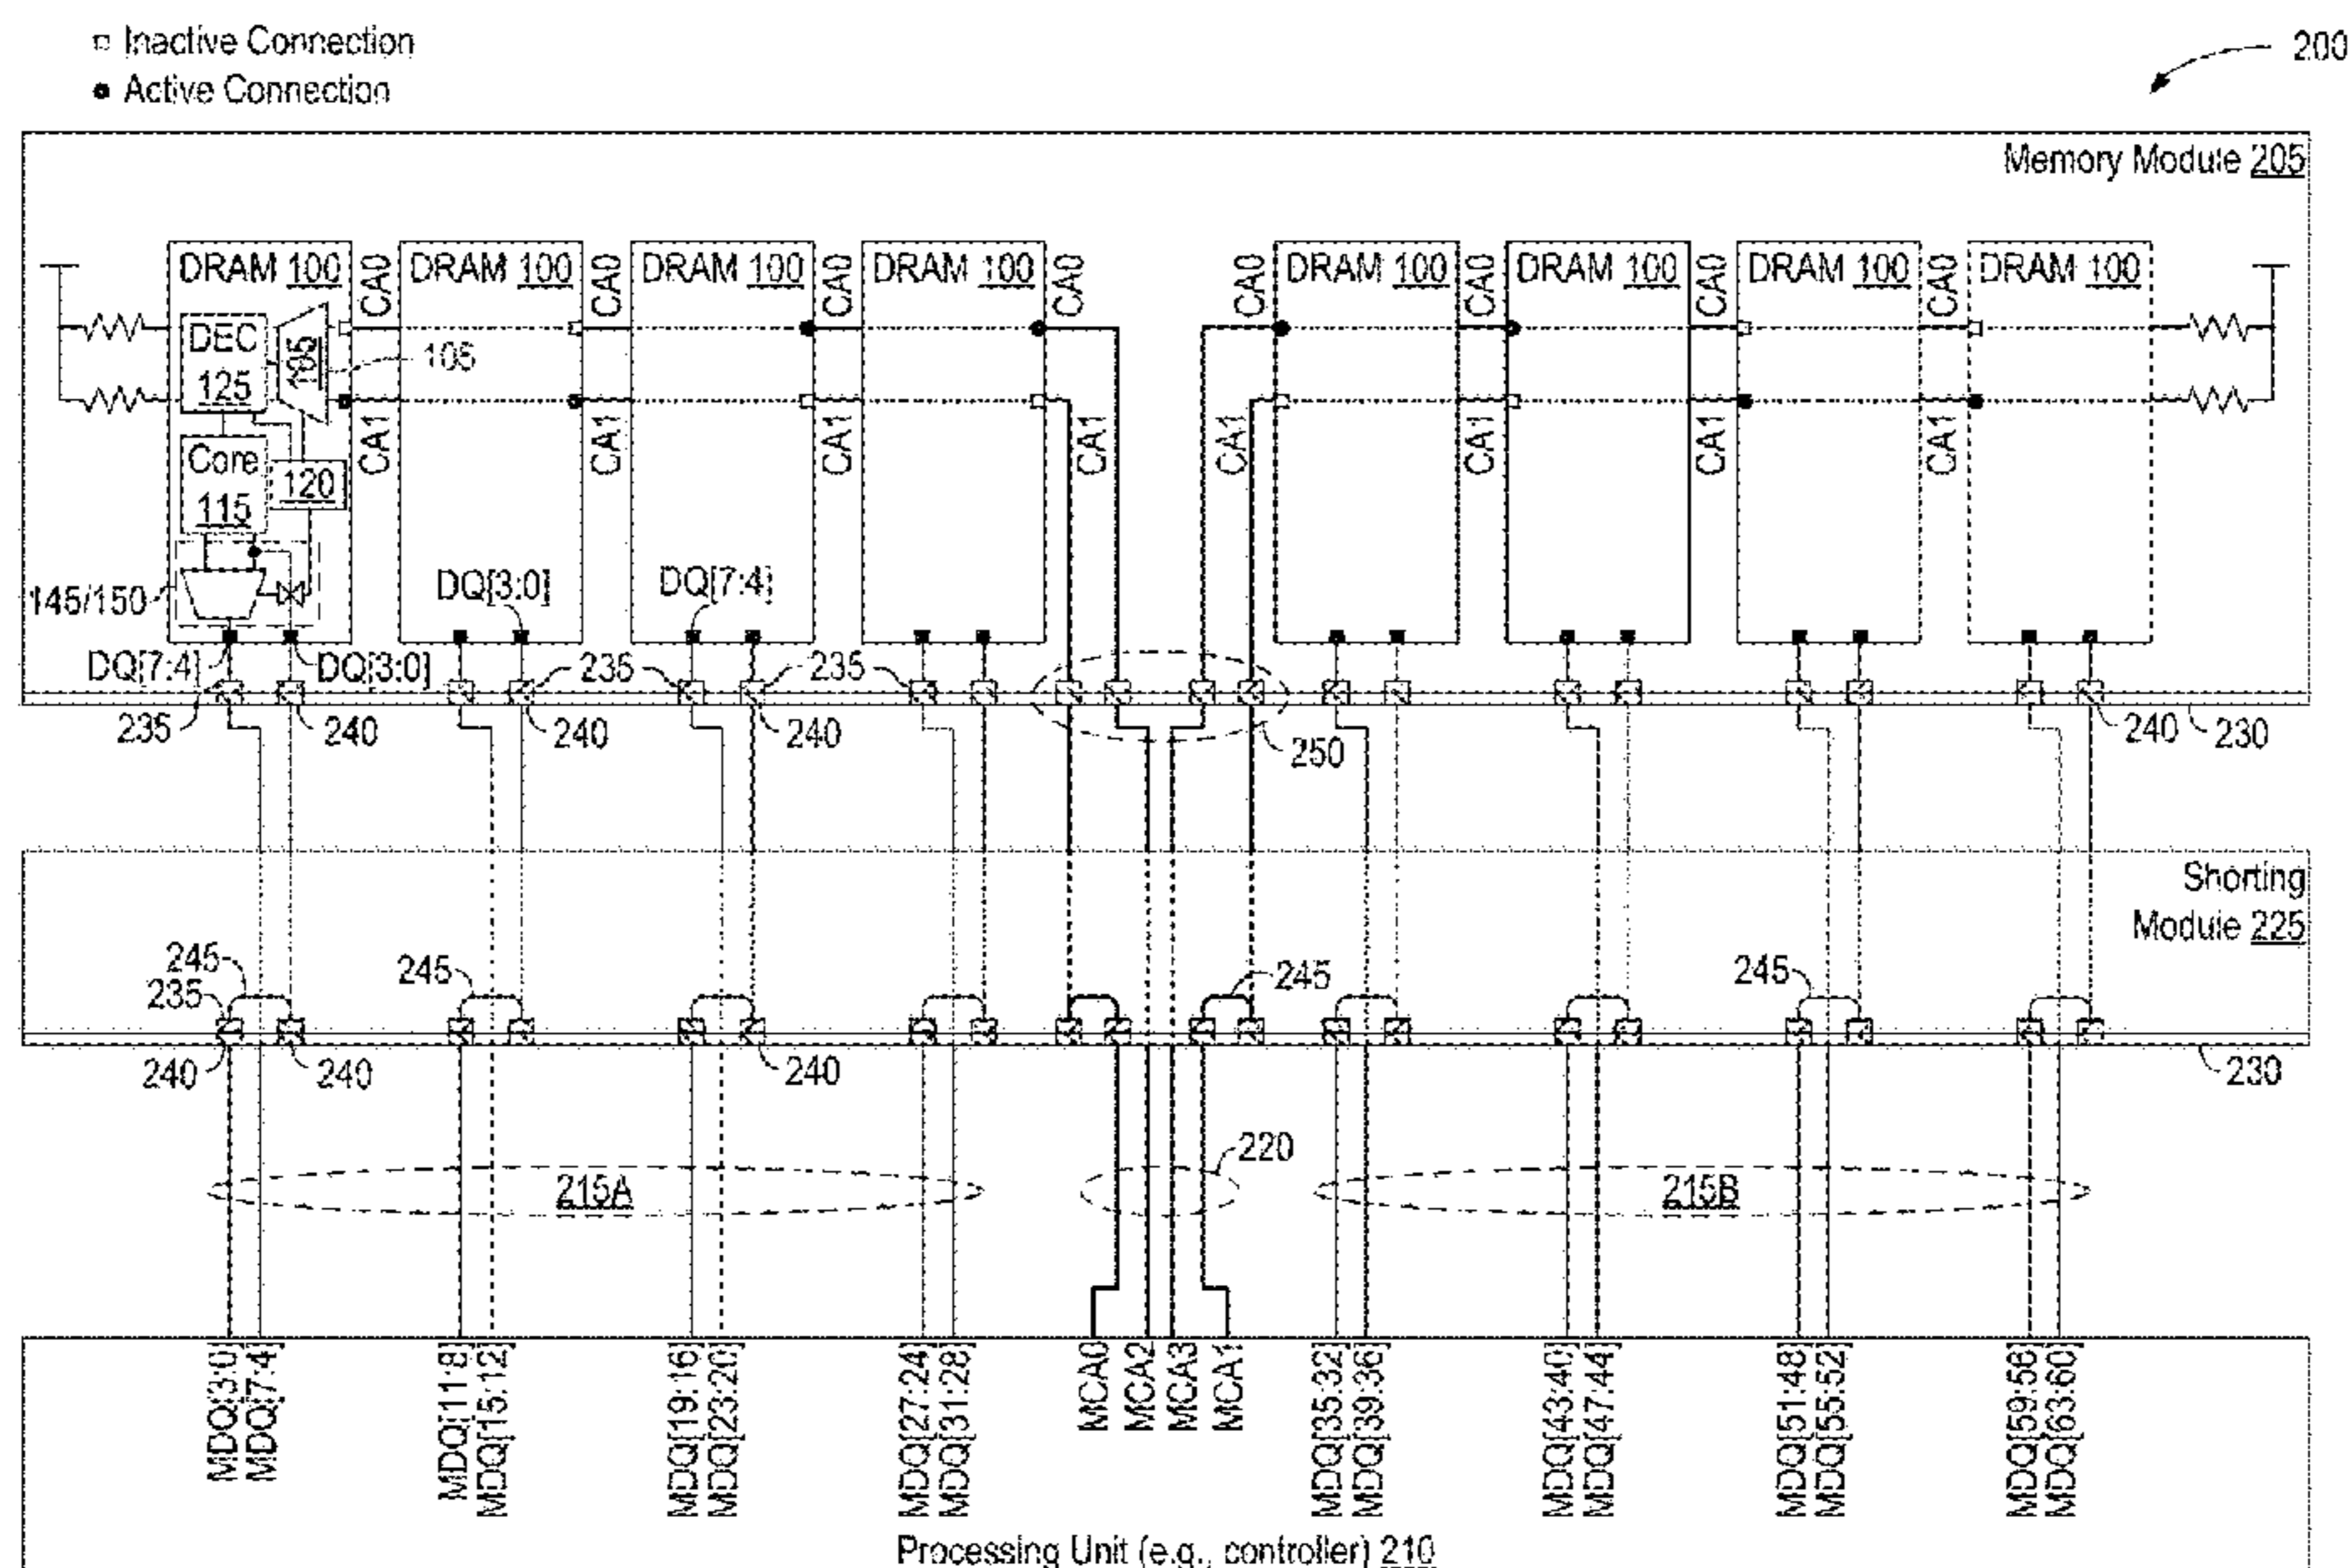 Inactive Connection
Active Connection
200
Memory Module 205
DRAM 100 CA0 DRAM 100 CA0 DRAM 100 CA0 DRAM 100 CA0 CA0 DRAM 100 CA0 DRAM 100 CA0 DRAM 100 CA0 DRAM 100
DEC
125
105
105
CA1 CA1 CA1 CA1 CA1 CA1 CA1 CA1
Core
115
120
145/150
DQ[3:0] DQ[7:4]
DQ[7:4] DQ[3:0] 235 235
235 240 240 240 250 240 230
Shorting
Module 225
245 245 245 245
235
240 240 240 230
220
215A 215B
MDQ[3:0]
MDQ[7:4]
MDQ[11:8]
MDQ[15:12]
MDQ[19:16]
MDQ[23:20]
MDQ[27:24]
MDQ[31:28]
MCA0
MCA2
MCA3
MCA1
MDQ[35:32]
MDQ[39:36]
MDQ[43:40]
MDQ[47:44]
MDQ[51:48]
MDQ[55:52]
MDQ[59:56]
MDQ[63:60]
Processing Unit (e.g., controller) 210